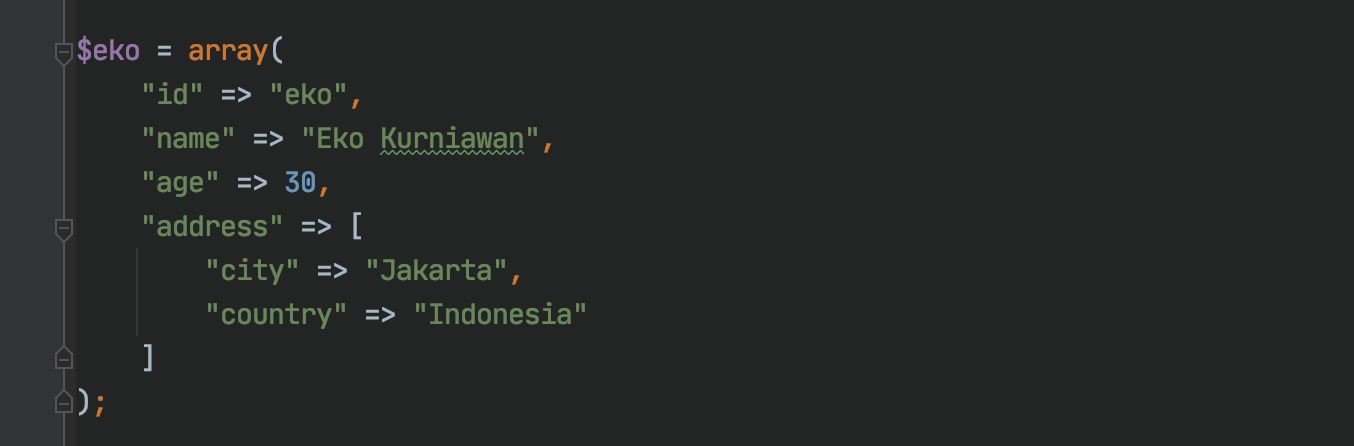 $eko = array(
    "id" => "eko",
    "name" => "Eko Kurniawan",
    "age" => 30,
    "address" => [
        "city" => "Jakarta",
        "country" => "Indonesia"
    ]
);